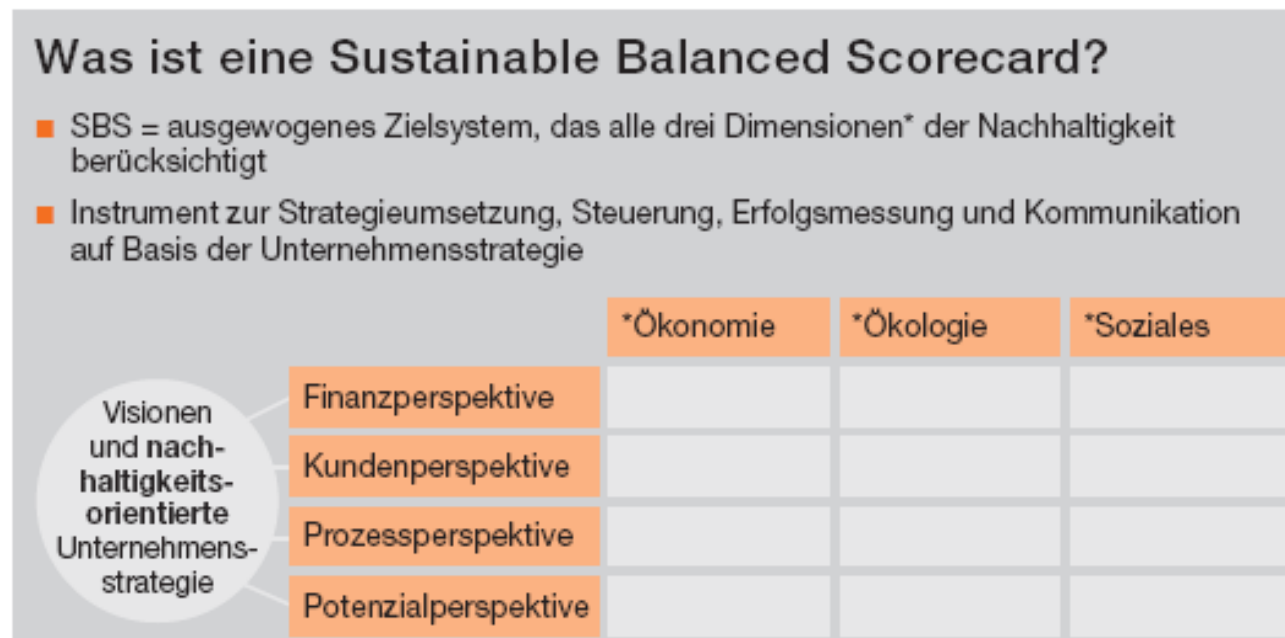 Was ist eine Sustainable Balanced Scorecard?
■ SBS = ausgewogenes Zielsystem, das alle drei Dimensionen* der Nachhaltigkeit
berücksichtigt
■ Instrument zur Strategieumsetzung, Steuerung, Erfolgsmessung und Kommunikation
auf Basis der Unternehmensstrategie
*Ökonomie *Ökologie *Soziales
Visionen
und nach-
haltigkeits-
orientierte
Unternehmens-
strategie
Finanzperspektive
Kundenperspektive
Prozessperspektive
Potenzialperspektive